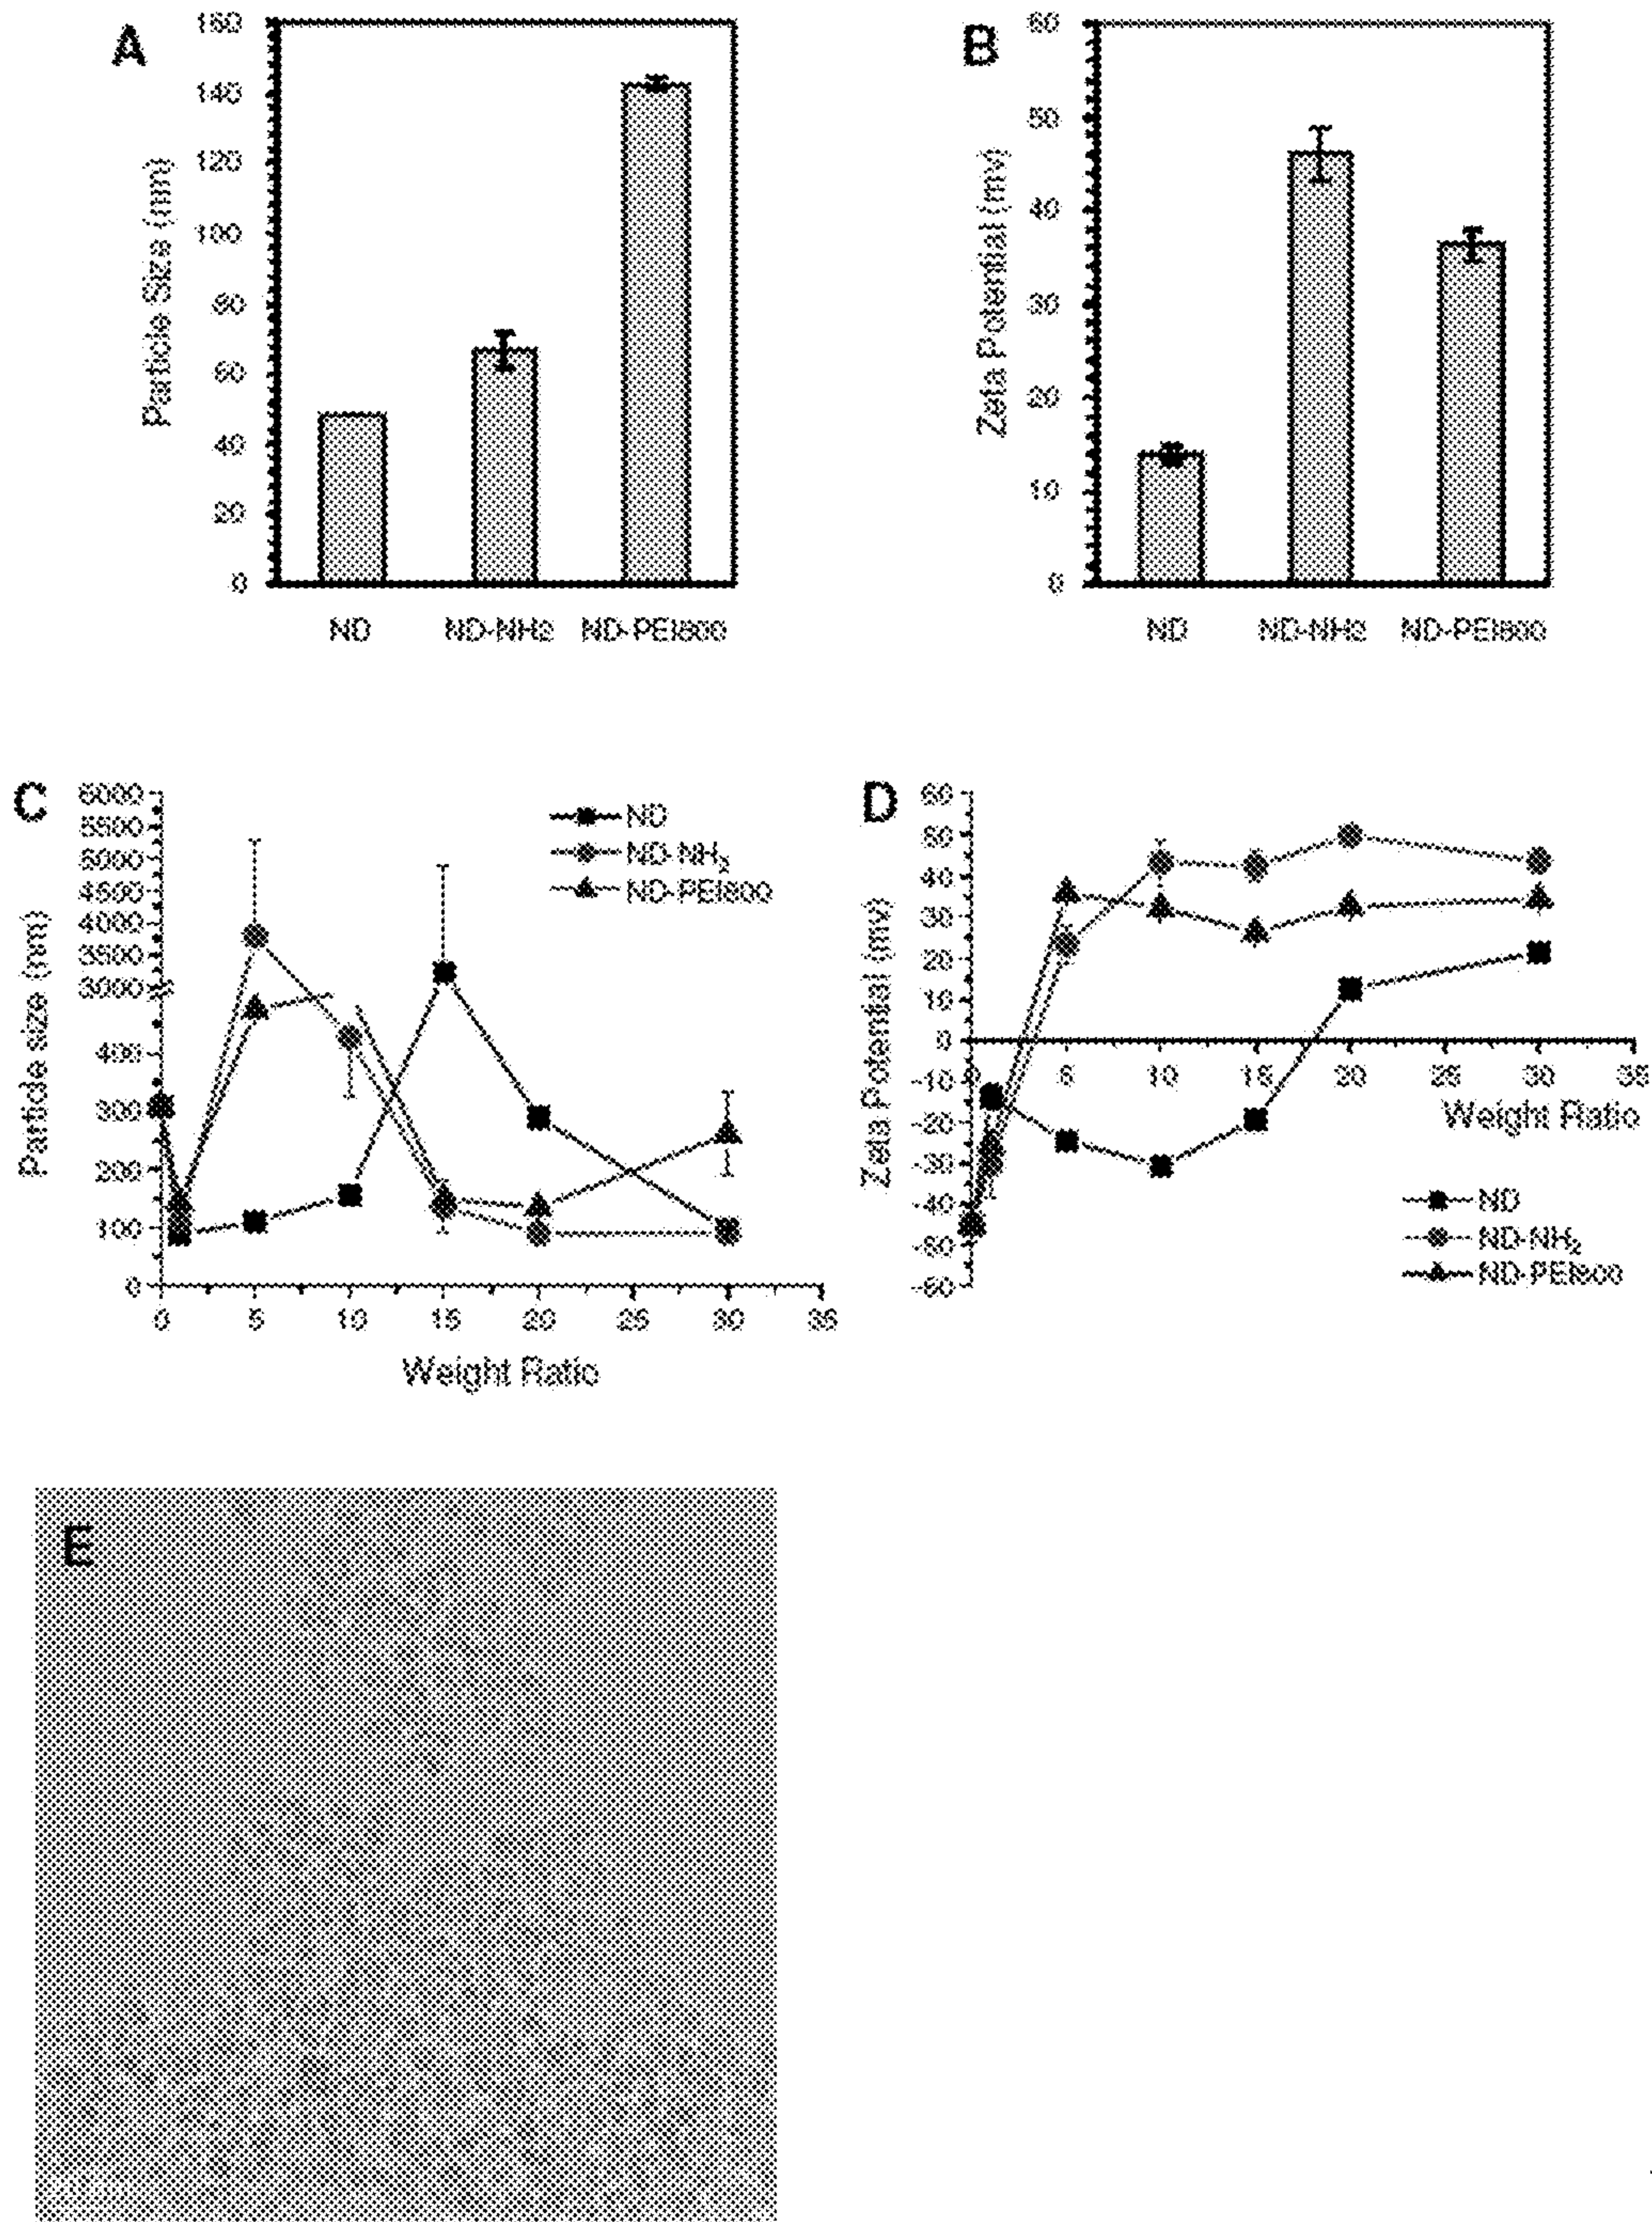 A
160
140
120
100
80
60
40
20
0
Particle Size (nm)
ND ND-NH2 ND-PEI800
B
60
50
40
30
20
10
0
Zeta Potential (mv)
ND ND-NH2 ND-PEI800
C
6000
5500
5000
4500
4000
3500
3000
400
300
200
100
0
Particle size (nm)
ND
ND-NH2
ND-PEI800
0 5 10 15 20 25 30 35
Weight Ratio
D
60
50
40
30
20
10
0
-10
-20
-30
-40
-50
-60
Zeta Potential (mv)
0 5 10 15 20 25 30 35
Weight Ratio
ND
ND-NH2
ND-PEI800
E